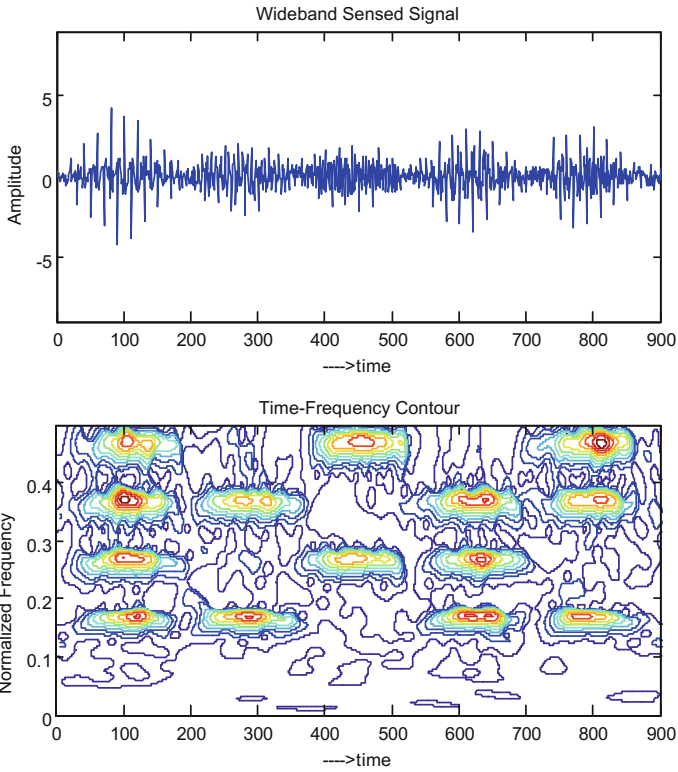 Wideband Sensed Signal
Amplitude
5
0
-5
0 100 200 300 400 500 600 700 800 900
---->time
Time-Frequency Contour
Normalized Frequency
0.4
0.3
0.2
0.1
0
0 100 200 300 400 500 600 700 800 900
---->time